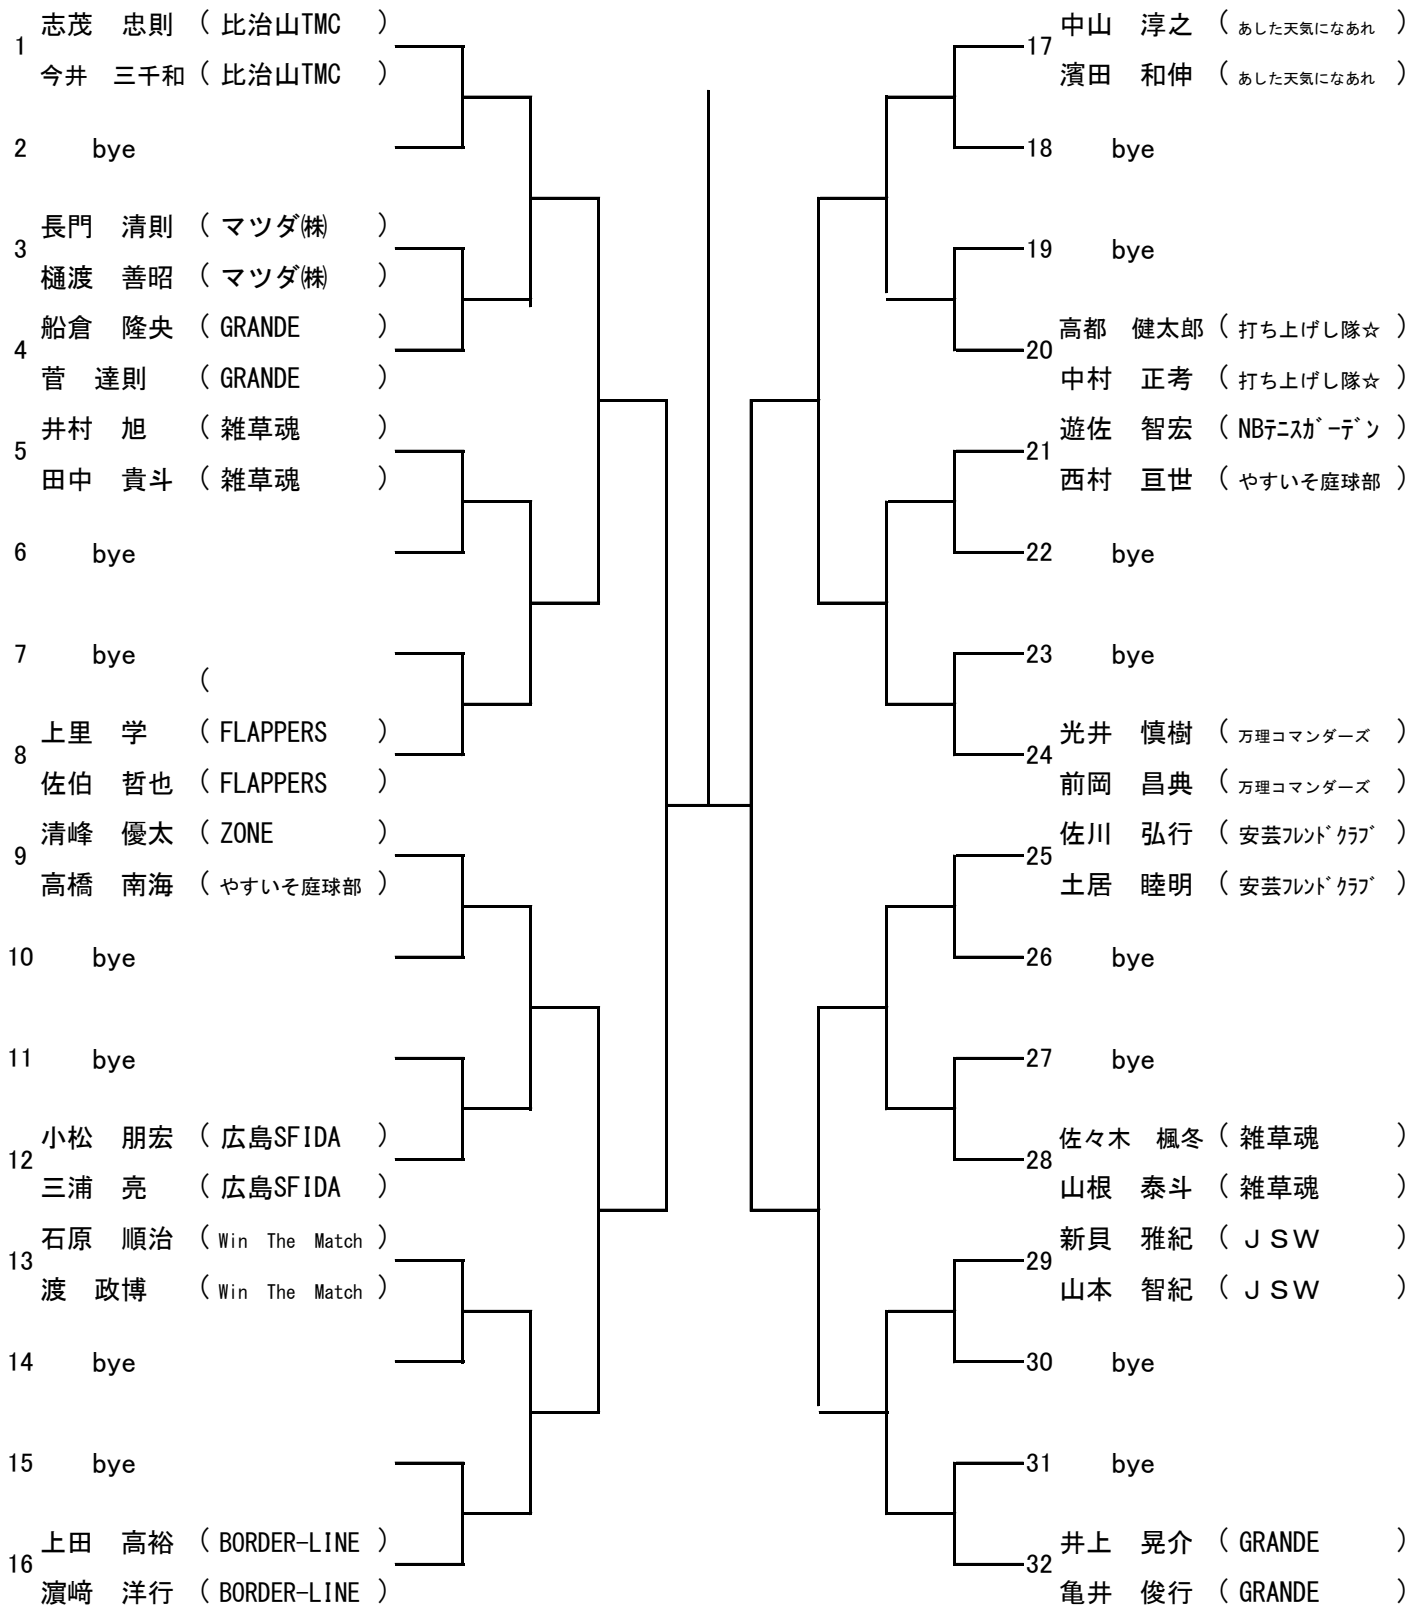 1 志茂　忠則 ( 比治山TMC )
今井　三千和 ( 比治山TMC )
2 bye
3 長門　清則 ( マツダ㈱ )
樋渡　善昭 ( マツダ㈱ )
4 船倉　隆央 ( GRANDE )
菅　達則 ( GRANDE )
5 井村　旭 ( 雑草魂 )
田中　貴斗 ( 雑草魂 )
6 bye
7 bye
(
8 上里　学 ( FLAPPERS )
佐伯　哲也 ( FLAPPERS )
9 清峰　優太 ( ZONE )
高橋　南海 ( やすいそ庭球部 )
10 bye
11 bye
12 小松　朋宏 ( 広島SFIDA )
三浦　亮 ( 広島SFIDA )
13 石原　順治 ( Win The Match )
渡　政博 ( Win The Match )
14 bye
15 bye
16 上田　高裕 ( BORDER-LINE )
濵﨑　洋行 ( BORDER-LINE )
17 中山　淳之 ( あした天気になあれ )
濱田　和伸 ( あした天気になあれ )
18 bye
19 bye
20 高都　健太郎 ( 打ち上げし隊☆ )
中村　正考 ( 打ち上げし隊☆ )
21 遊佐　智宏 ( NBﾃﾆｽｶﾞｰﾃﾞﾝ )
西村　亘世 ( やすいそ庭球部 )
22 bye
23 bye
24 光井　慎樹 ( 万理コマンダーズ )
前岡　昌典 ( 万理コマンダーズ )
25 佐川　弘行 ( 安芸ﾌﾚﾝﾄﾞｸﾗﾌﾞ )
土居　睦明 ( 安芸ﾌﾚﾝﾄﾞｸﾗﾌﾞ )
26 bye
27 bye
28 佐々木　楓冬 ( 雑草魂 )
山根　泰斗 ( 雑草魂 )
29 新貝　雅紀 ( ＪＳＷ )
山本　智紀 ( ＪＳＷ )
30 bye
31 bye
32 井上　晃介 ( GRANDE )
亀井　俊行 ( GRANDE )